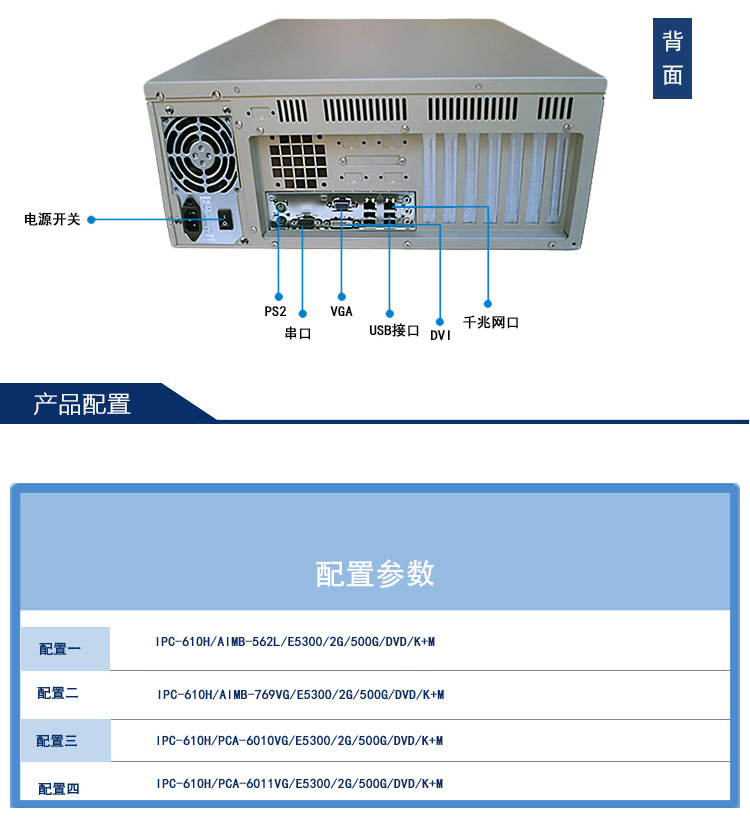 背
面
电源开关
PS2
串口
VGA
USB接口
DVI
千兆网口
产品配置
配置参数
配置一 IPC-610H/AIMB-562L/E5300/2G/500G/DVD/K+M
配置二 IPC-610H/AIMB-769VG/E5300/2G/500G/DVD/K+M
配置三 IPC-610H/PCA-6010VG/E5300/2G/500G/DVD/K+M
配置四 IPC-610H/PCA-6011VG/E5300/2G/500G/DVD/K+M